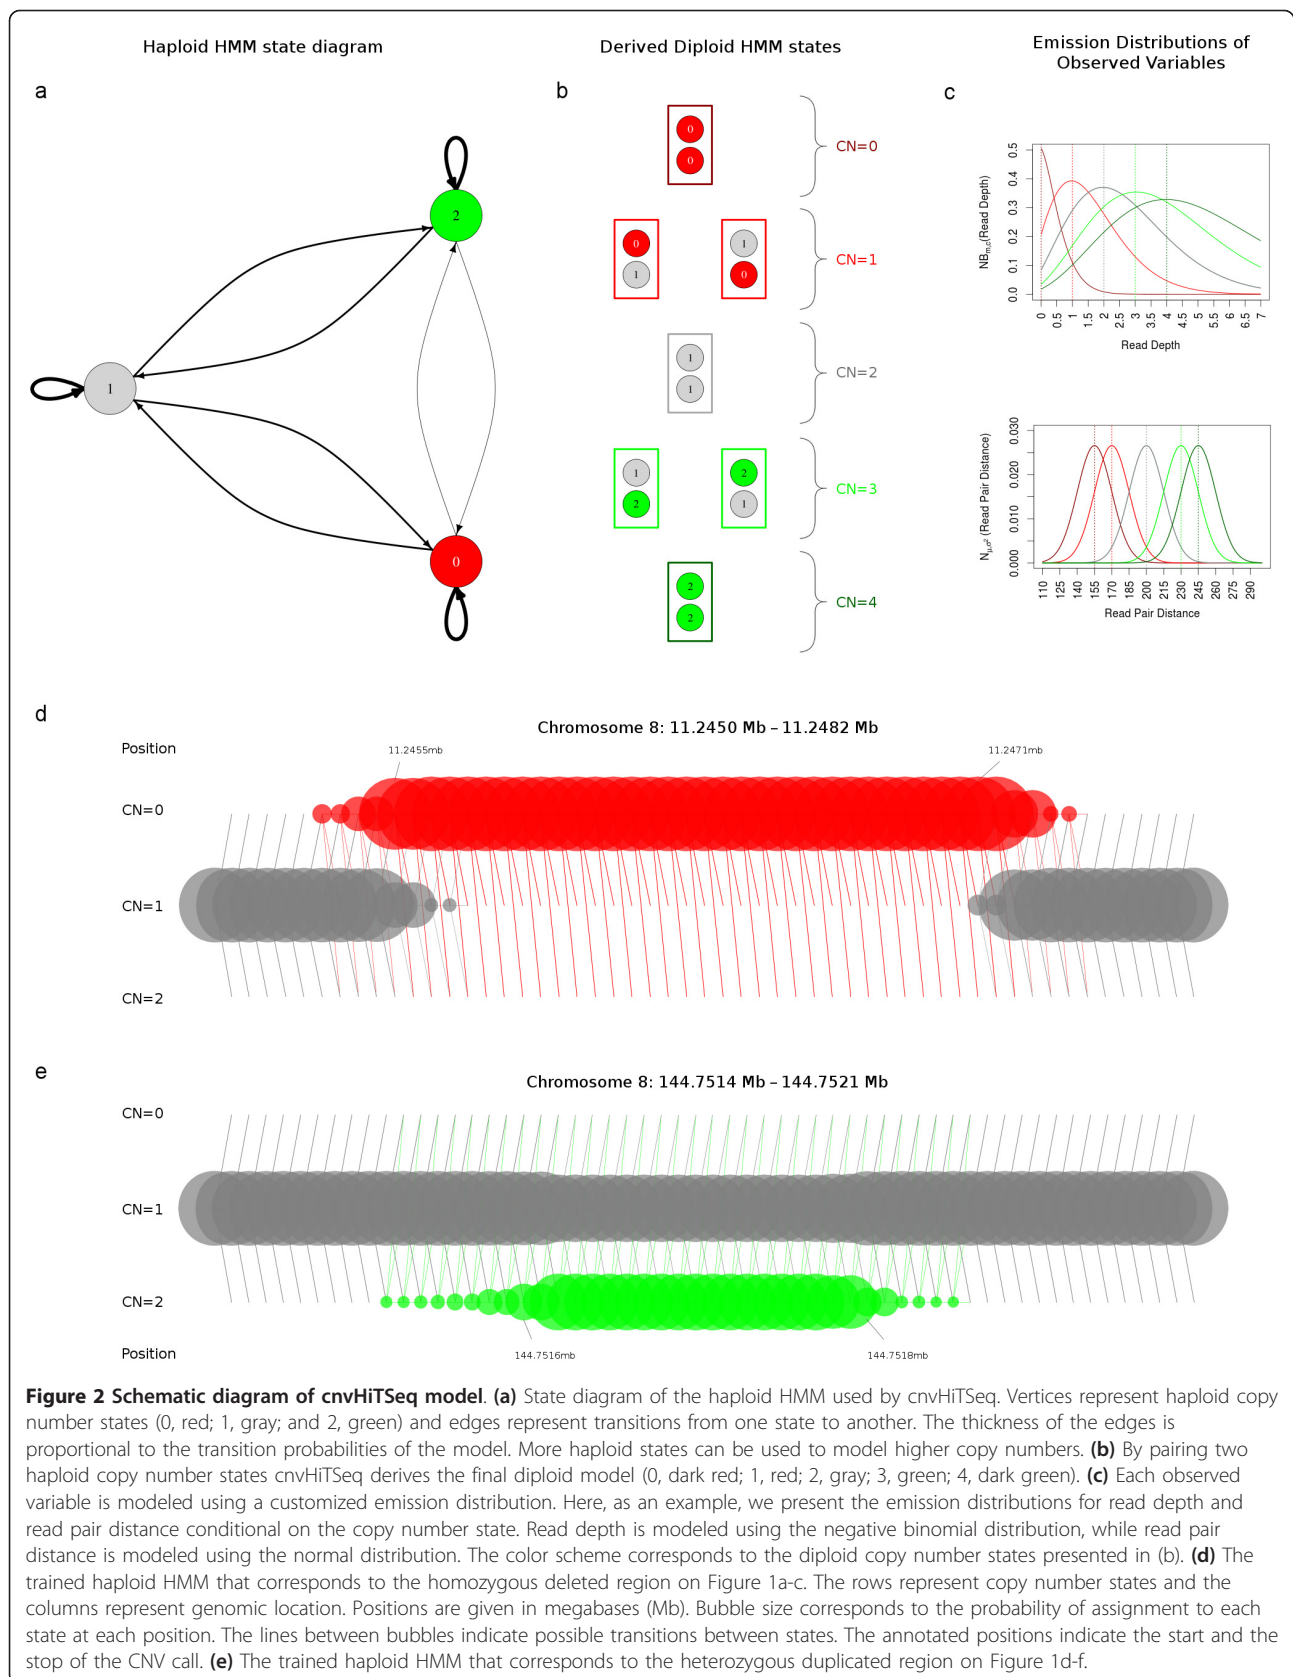 Haploid HMM state diagram
Derived Diploid HMM states
Emission Distributions of
Observed Variables
a
2
1
0
b
0
0
CN=0
0
1
1
0
CN=1
1
1
CN=2
1
2
2
1
CN=3
2
2
CN=4
c
NBm,c(Read Depth)
0.0 0.1 0.2 0.3 0.4 0.5
0 0.5 1 1.5 2 2.5 3 3.5 4 4.5 5 5.5 6 6.5 7
Read Depth
Nμ,σ² (Read Pair Distance)
0.000 0.010 0.020 0.030
110 125 140 155 170 185 200 215 230 245 260 275 290
Read Pair Distance
d
Chromosome 8: 11.2450 Mb – 11.2482 Mb
Position
11.2455mb
11.2471mb
CN=0
CN=1
CN=2
e
Chromosome 8: 144.7514 Mb – 144.7521 Mb
CN=0
CN=1
CN=2
Position
144.7516mb
144.7518mb
Figure 2 Schematic diagram of cnvHiTSeq model. (a) State diagram of the haploid HMM used by cnvHiTSeq. Vertices represent haploid copy
number states (0, red; 1, gray; and 2, green) and edges represent transitions from one state to another. The thickness of the edges is
proportional to the transition probabilities of the model. More haploid states can be used to model higher copy numbers. (b) By pairing two
haploid copy number states cnvHiTSeq derives the final diploid model (0, dark red; 1, red; 2, gray; 3, green; 4, dark green). (c) Each observed
variable is modeled using a customized emission distribution. Here, as an example, we present the emission distributions for read depth and
read pair distance conditional on the copy number state. Read depth is modeled using the negative binomial distribution, while read pair
distance is modeled using the normal distribution. The color scheme corresponds to the diploid copy number states presented in (b). (d) The
trained haploid HMM that corresponds to the homozygous deleted region on Figure 1a-c. The rows represent copy number states and the
columns represent genomic location. Positions are given in megabases (Mb). Bubble size corresponds to the probability of assignment to each
state at each position. The lines between bubbles indicate possible transitions between states. The annotated positions indicate the start and the
stop of the CNV call. (e) The trained haploid HMM that corresponds to the heterozygous duplicated region on Figure 1d-f.